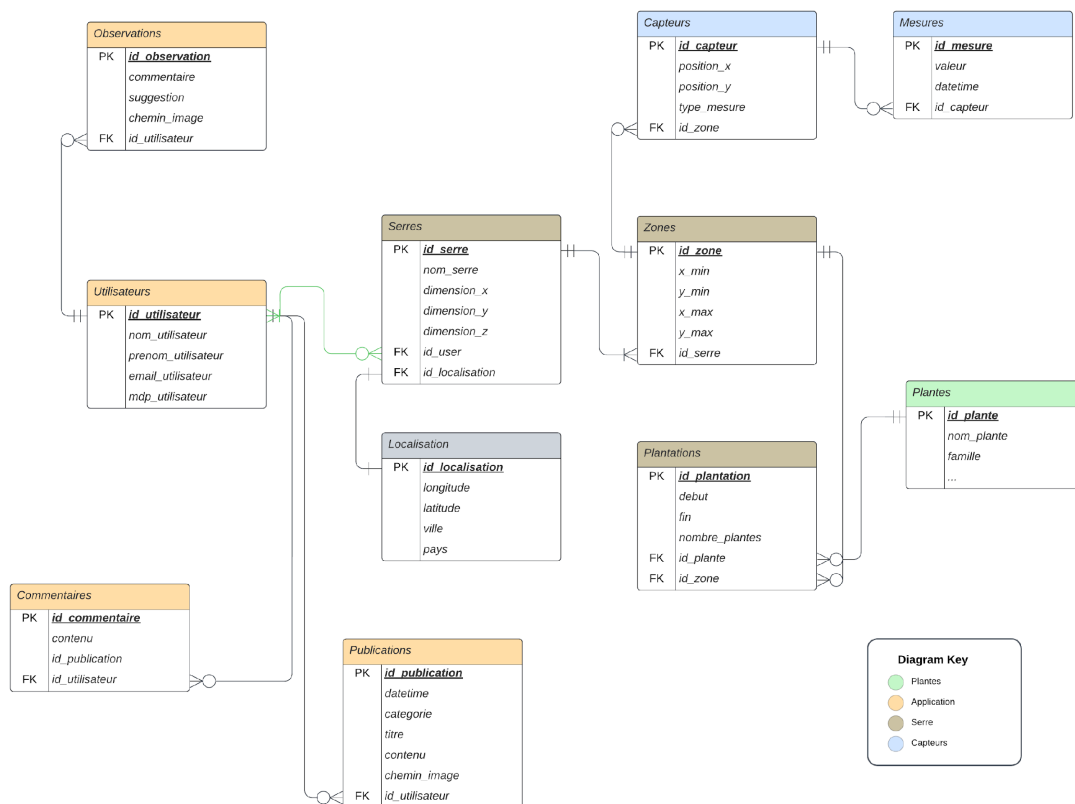 Observations
PK id_observation
commentaire
suggestion
chemin_image
FK id_utilisateur
Capteurs
PK id_capteur
position_x
position_y
type_mesure
FK id_zone
Mesures
PK id_mesure
valeur
datetime
FK id_capteur
Serres
PK id_serre
nom_serre
dimension_x
dimension_y
dimension_z
FK id_user
FK id_localisation
Zones
PK id_zone
x_min
y_min
x_max
y_max
FK id_serre
Utilisateurs
PK id_utilisateur
nom_utilisateur
prenom_utilisateur
email_utilisateur
mdp_utilisateur
Plantes
PK id_plante
nom_plante
famille
...
Localisation
PK id_localisation
longitude
latitude
ville
pays
Plantations
PK id_plantation
debut
fin
nombre_plantes
FK id_plante
FK id_zone
Commentaires
PK id_commentaire
contenu
id_publication
FK id_utilisateur
Publications
PK id_publication
datetime
categorie
titre
contenu
chemin_image
FK id_utilisateur
Diagram Key
Plantes
Application
Serre
Capteurs